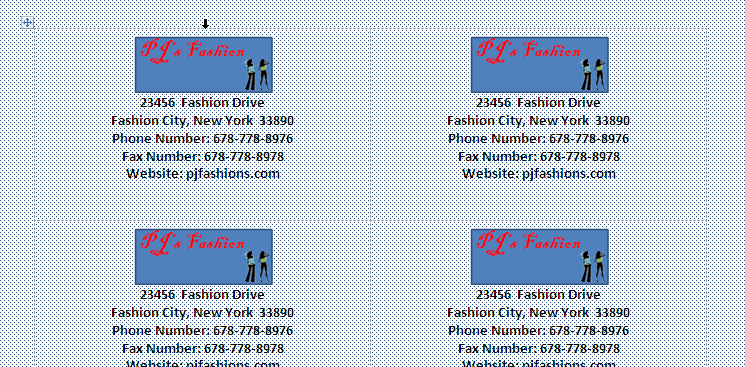 PJ's Fashion
23456 Fashion Drive
Fashion City, New York 33890
Phone Number: 678-778-8976
Fax Number: 678-778-8978
Website: pjfashions.com
PJ's Fashion
23456 Fashion Drive
Fashion City, New York 33890
Phone Number: 678-778-8976
Fax Number: 678-778-8978
Website: pjfashions.com
PJ's Fashion
23456 Fashion Drive
Fashion City, New York 33890
Phone Number: 678-778-8976
Fax Number: 678-778-8978
Website: pjfashions.com
PJ's Fashion
23456 Fashion Drive
Fashion City, New York 33890
Phone Number: 678-778-8976
Fax Number: 678-778-8978
Website: pjfashions.com